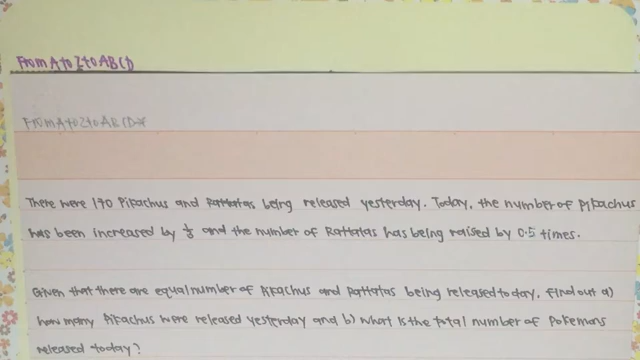 From A to Z to ABCD
From A to Z to ABCD
There were 170 Pikachus and Rattatas being released yesterday. Today, the number of Pikachus
has been increased by 1/3 and the number of Rattatas has being raised by 0.5 times.
Given that there are equal number of Pikachus and Rattatas being released today, find out a)
how many Pikachus were released yesterday and b) what is the total number of Pokemons
released today?